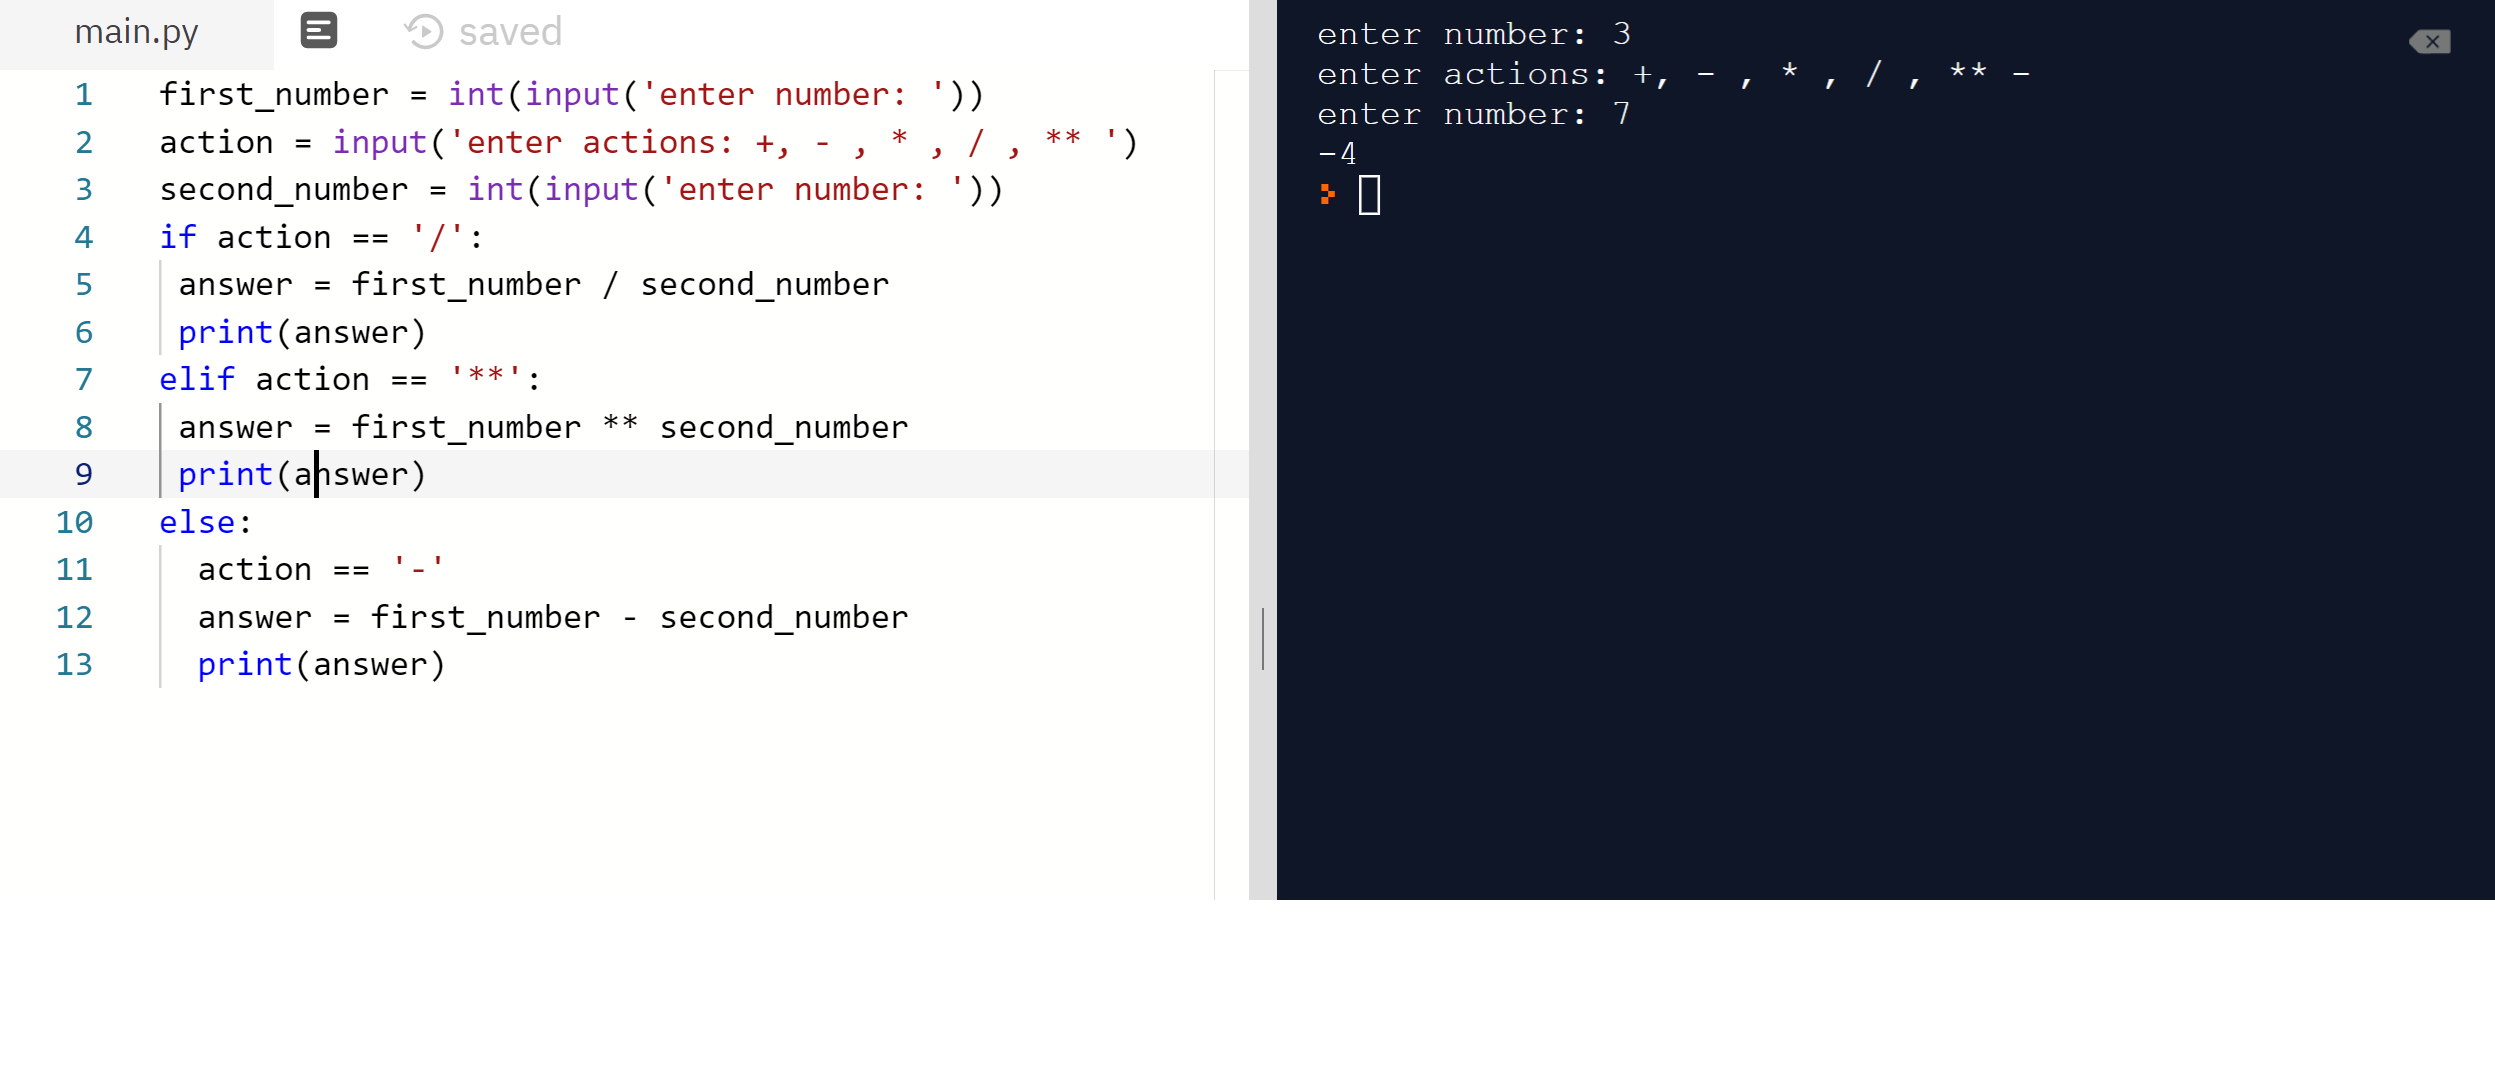 main.py saved
1 first_number = int(input('enter number: '))
2 action = input('enter actions: +, - , * , / , ** ')
3 second_number = int(input('enter number: '))
4 if action == '/':
5  answer = first_number / second_number
6  print(answer)
7 elif action == '**':
8  answer = first_number ** second_number
9  print(answer)
10 else:
11   action == '-'
12   answer = first_number - second_number
13   print(answer)
enter number: 3
enter actions: +, - , * , / , ** -
enter number: 7
-4